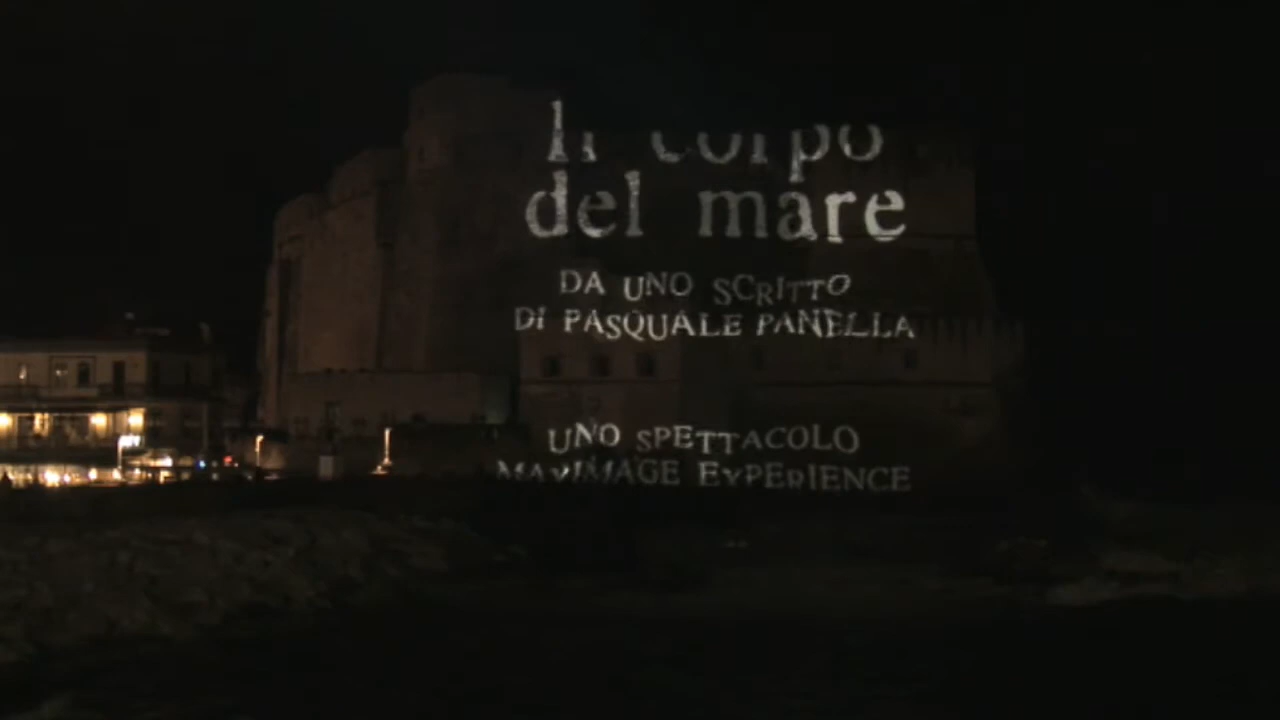 Il corpo
del mare
DA UNO SCRITTO
DI PASQUALE PANELLA
UNO SPETTACOLO
MAXIMAGE EXPERIENCE